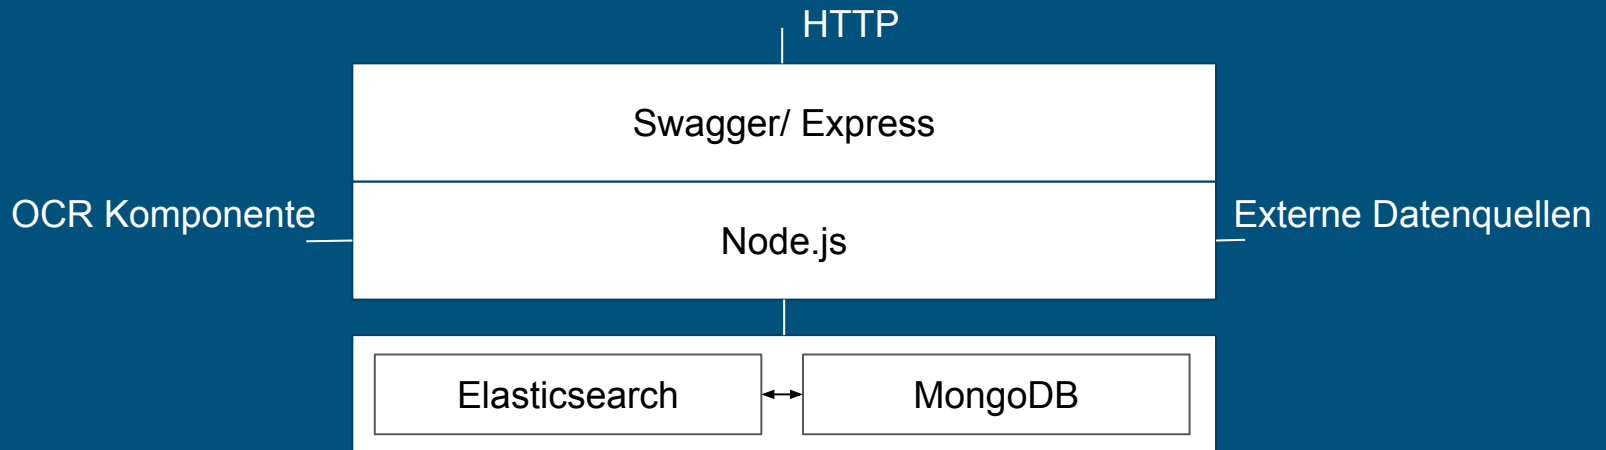 HTTP
Swagger/ Express
OCR Komponente
Node.js
Externe Datenquellen
Elasticsearch
MongoDB